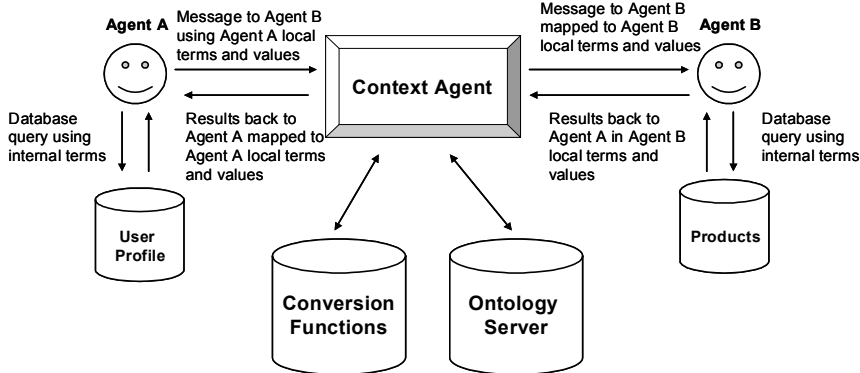 Agent A
Message to Agent B
using Agent A local
terms and values
Context Agent
Message to Agent B
mapped to Agent B
local terms and values
Agent B
Database
query using
internal terms
Results back to
Agent A mapped to
Agent A local terms
and values
Results back to
Agent A in Agent B
local terms and
values
Database
query using
internal terms
User
Profile
Conversion
Functions
Ontology
Server
Products